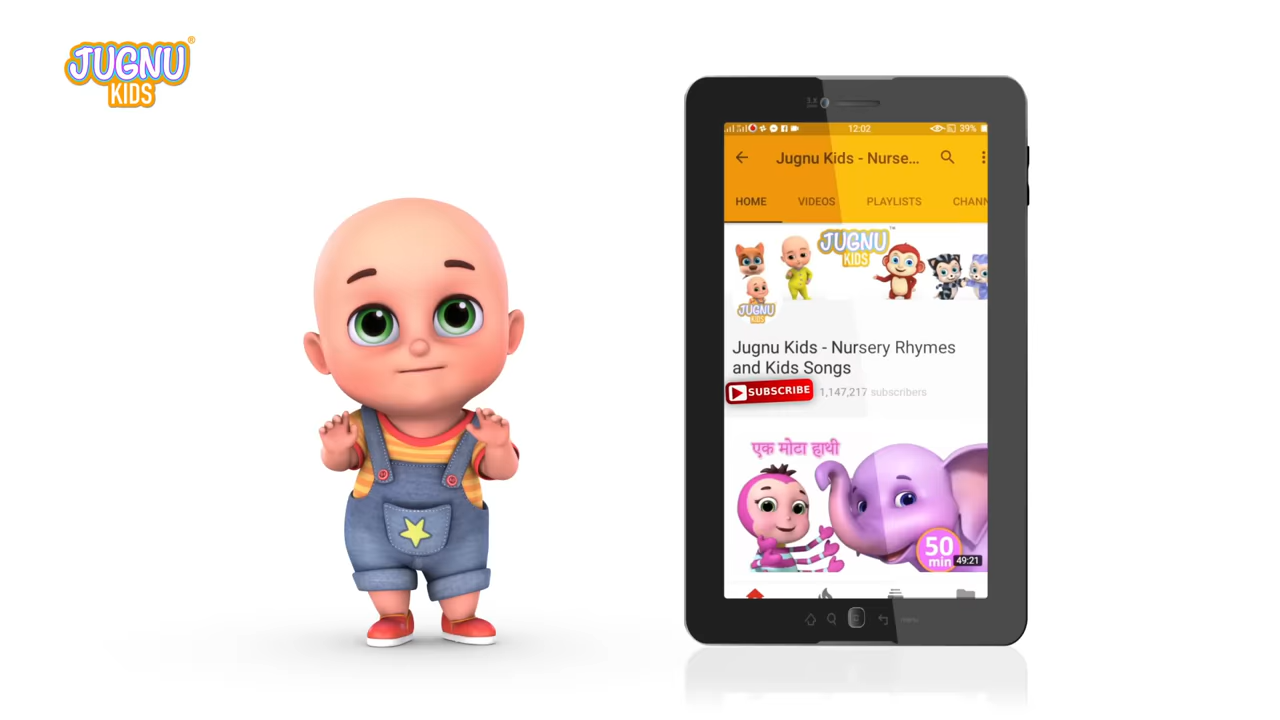 JUGNU®
KIDS
12:02
39%
Jugnu Kids - Nurse...
HOME VIDEOS PLAYLISTS CHANN
JUGNU™
KIDS
JUGNU
KIDS
Jugnu Kids - Nursery Rhymes
and Kids Songs
SUBSCRIBE 1,147,217 subscribers
एक मोटा हाथी
50
min 49:21